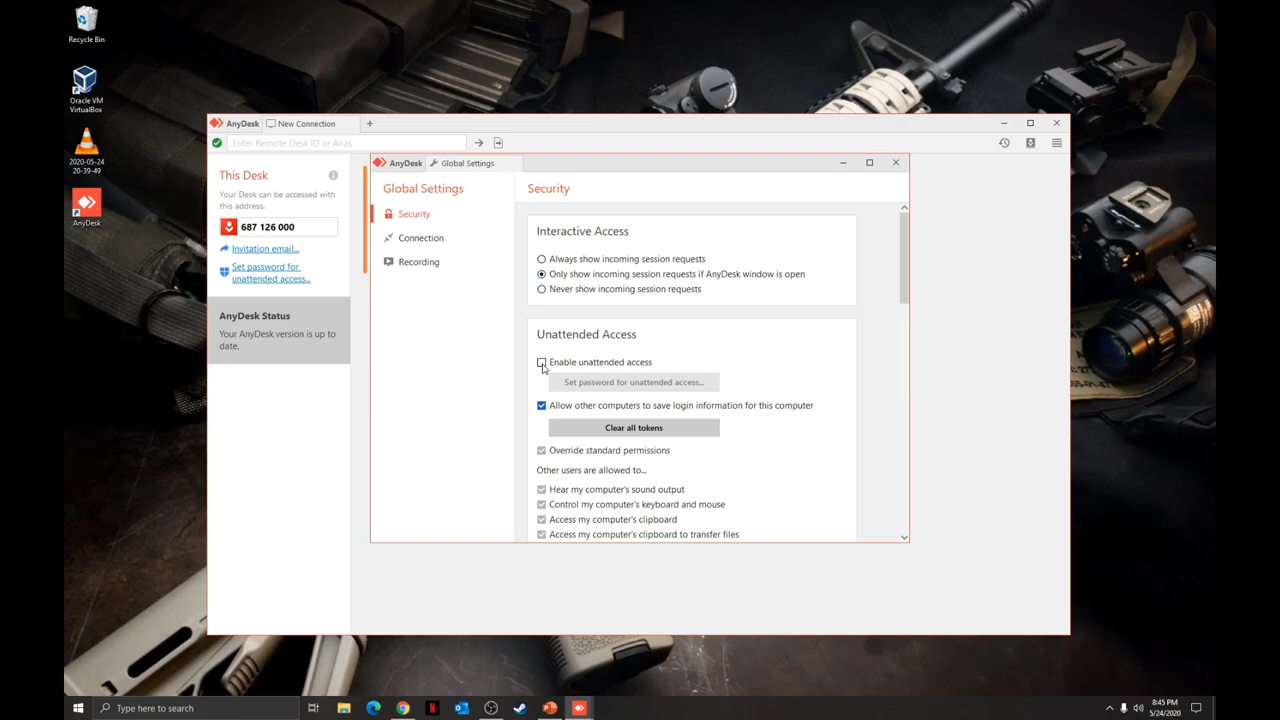 Recycle Bin
Oracle VM
VirtualBox
2020-05-24
20-39-49
AnyDesk
AnyDesk
New Connection
+
Enter Remote Desk ID or Alias
This Desk
Your Desk can be accessed with
this address.
687 126 000
Invitation email...
Set password for
unattended access...
AnyDesk Status
Your AnyDesk version is up to
date.
AnyDesk
Global Settings
Global Settings
Security
Connection
Recording
Security
Interactive Access
Always show incoming session requests
Only show incoming session requests if AnyDesk window is open
Never show incoming session requests
Unattended Access
Enable unattended access
Set password for unattended access...
Allow other computers to save login information for this computer
Clear all tokens
Override standard permissions
Other users are allowed to...
Hear my computer's sound output
Control my computer's keyboard and mouse
Access my computer's clipboard
Access my computer's clipboard to transfer files
Type here to search
8:45 PM
5/24/2020